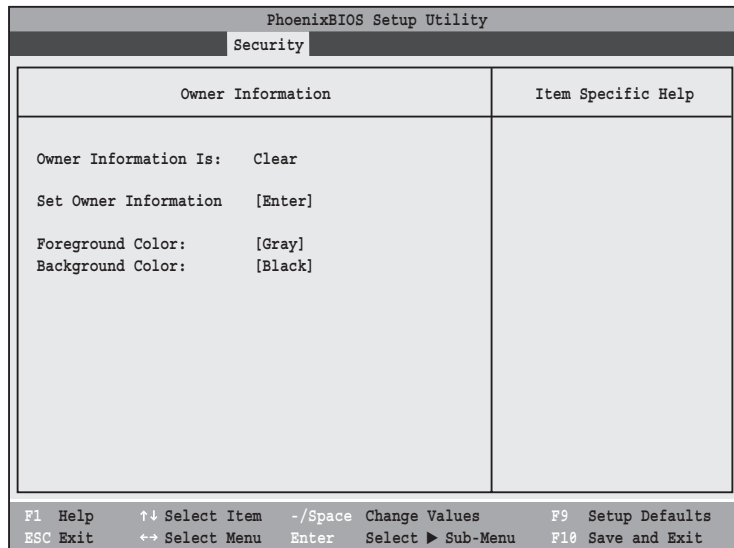 PhoenixBIOS Setup Utility
Security
Owner Information
Item Specific Help
Owner Information Is: Clear
Set Owner Information [Enter]
Foreground Color: [Gray]
Background Color: [Black]
F1 Help ↑↓ Select Item -/Space Change Values F9 Setup Defaults
ESC Exit ←→ Select Menu Enter Select ▶ Sub-Menu F10 Save and Exit